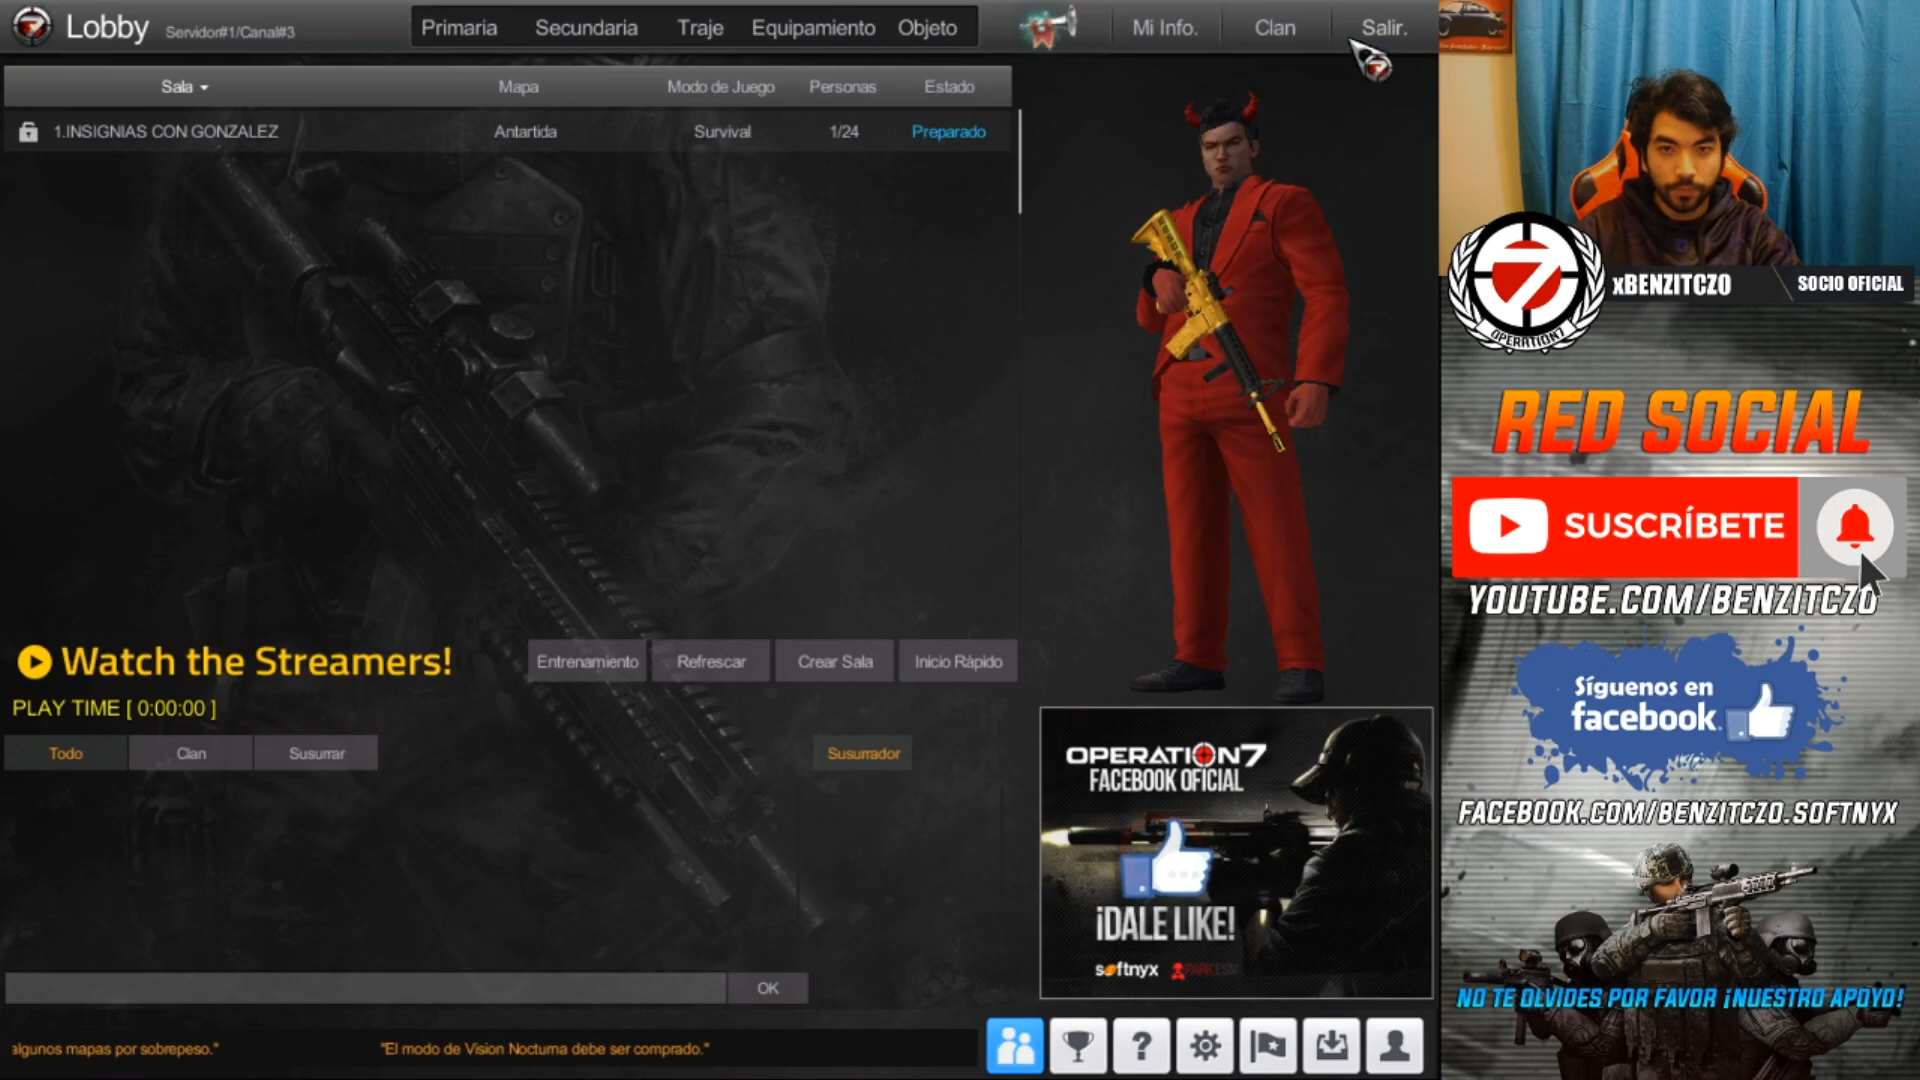 Lobby Servidor#1/Canal#3
Primaria Secundaria Traje Equipamiento Objeto
Mi Info. Clan Salir.
Sala Mapa Modo de Juego Personas Estado
1.INSIGNIAS CON GONZALEZ Antartida Survival 1/24 Preparado
xBENZITCZO SOCIO OFICIAL
7
OPERATION7
RED SOCIAL
SUSCRÍBETE
YOUTUBE.COM/BENZITCZO
Síguenos en
facebook.
FACEBOOK.COM/BENZITCZO.SOFTNYX
NO TE OLVIDES POR FAVOR ¡NUESTRO APOYO!
Watch the Streamers!
Entrenamiento Refrescar Crear Sala Inicio Rápido
PLAY TIME [ 0:00:00 ]
Todo Clan Susurrar Susurrador
OPERATION7
FACEBOOK OFICIAL
¡DALE LIKE!
softnyx PARKESM
OK
algunos mapas por sobrepeso." "El modo de Vision Nocturna debe ser comprado."
?